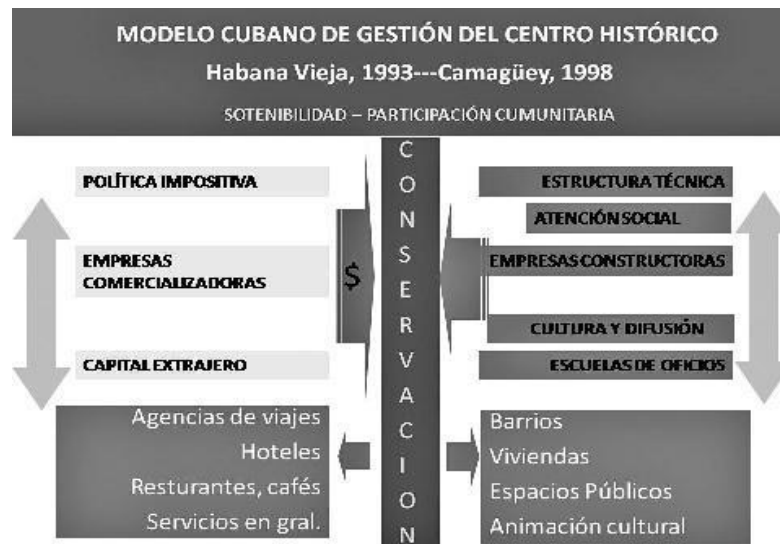 MODELO CUBANO DE GESTIÓN DEL CENTRO HISTÓRICO
Habana Vieja, 1993---Camagüey, 1998
SOTENIBILIDAD – PARTICIPACIÓN CUMUNITARIA
POLÍTICA IMPOSITIVA
EMPRESAS
COMERCIALIZADORAS
CAPITAL EXTRAJERO
$
CONSERVACION
ESTRUCTURA TÉCNICA
ATENCIÓN SOCIAL
EMPRESAS CONSTRUCTORAS
CULTURA Y DIFUSIÓN
ESCUELAS DE OFICIOS
Agencias de viajes
Hoteles
Resturantes, cafés
Servicios en gral.
Barrios
Viviendas
Espacios Públicos
Animación cultural